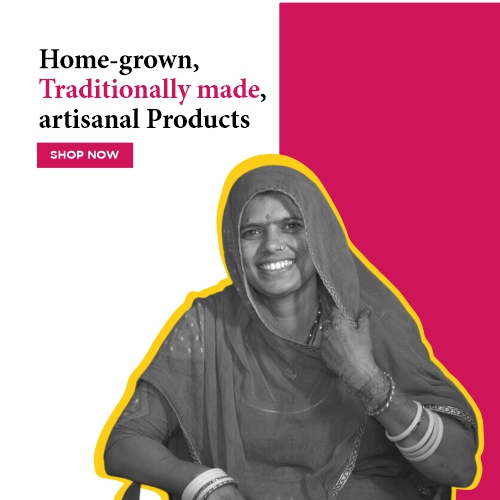 Home-grown,
Traditionally made,
artisanal Products
SHOP NOW